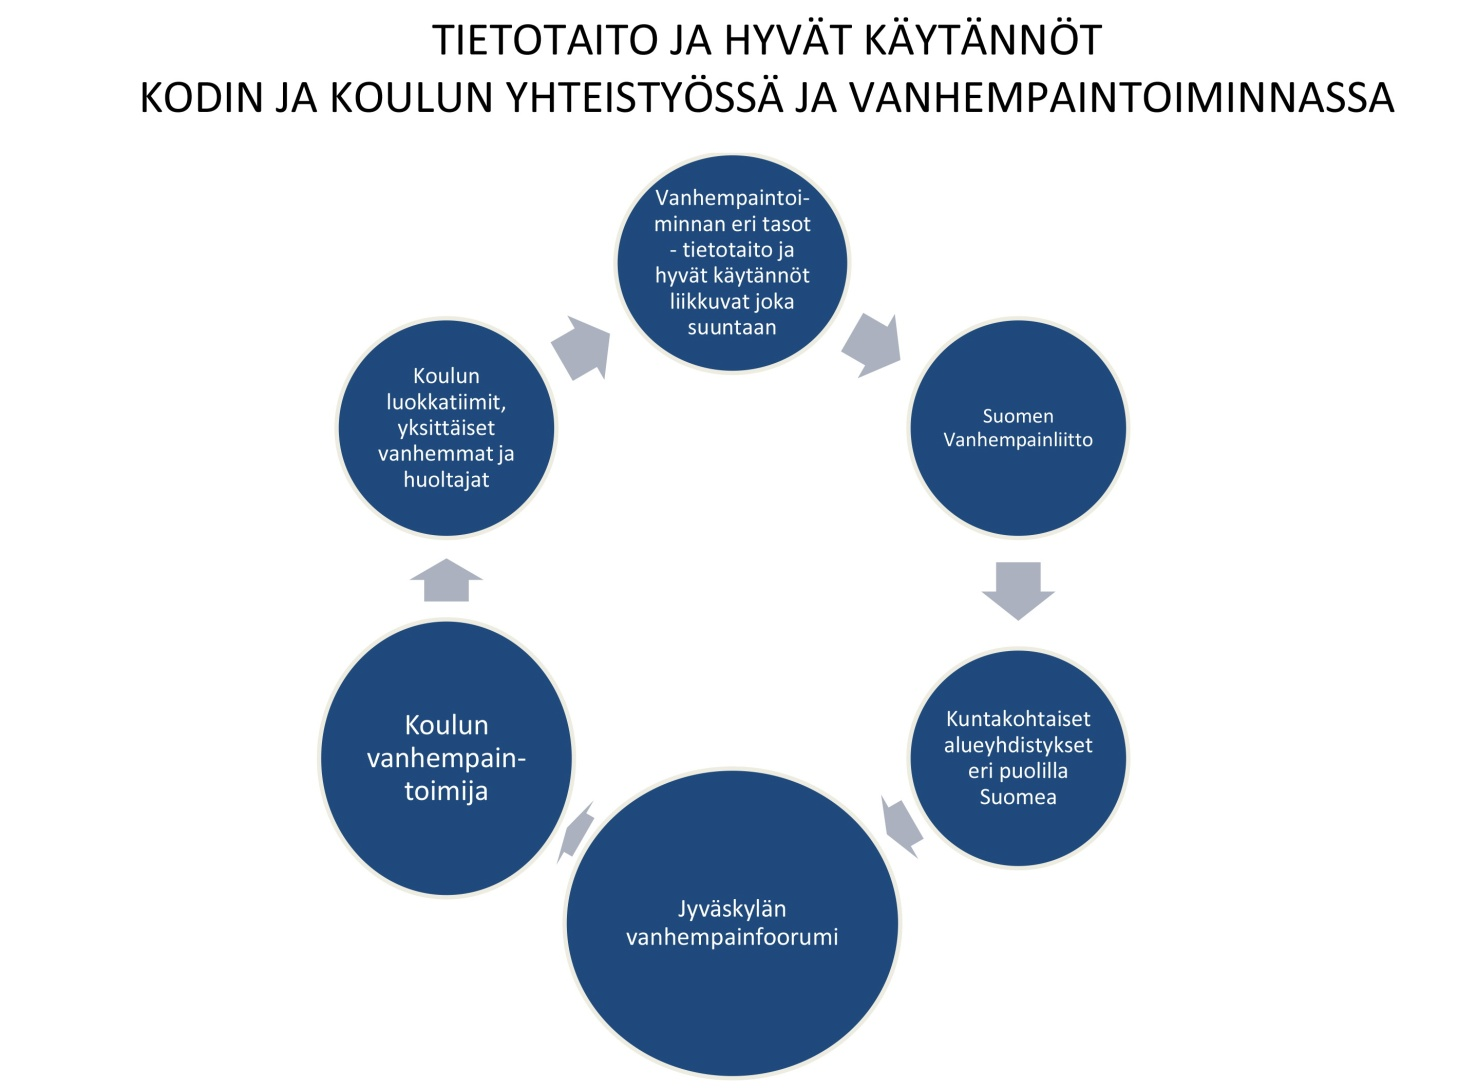 TIETOTAITO JA HYVÄT KÄYTÄNNÖT
KODIN JA KOULUN YHTEISTYÖSSÄ JA VANHEMPAINTOIMINNASSA
Vanhempaintoi-
minnan eri tasot
- tietotaito ja
hyvät käytännöt
liikkuvat joka
suuntaan
Suomen
Vanhempainliitto
Kuntakohtaiset
alueyhdistykset
eri puolilla
Suomea
Jyväskylän
vanhempainfoorumi
Koulun
vanhempain-
toimija
Koulun
luokkatiimit,
yksittäiset
vanhemmat ja
huoltajat